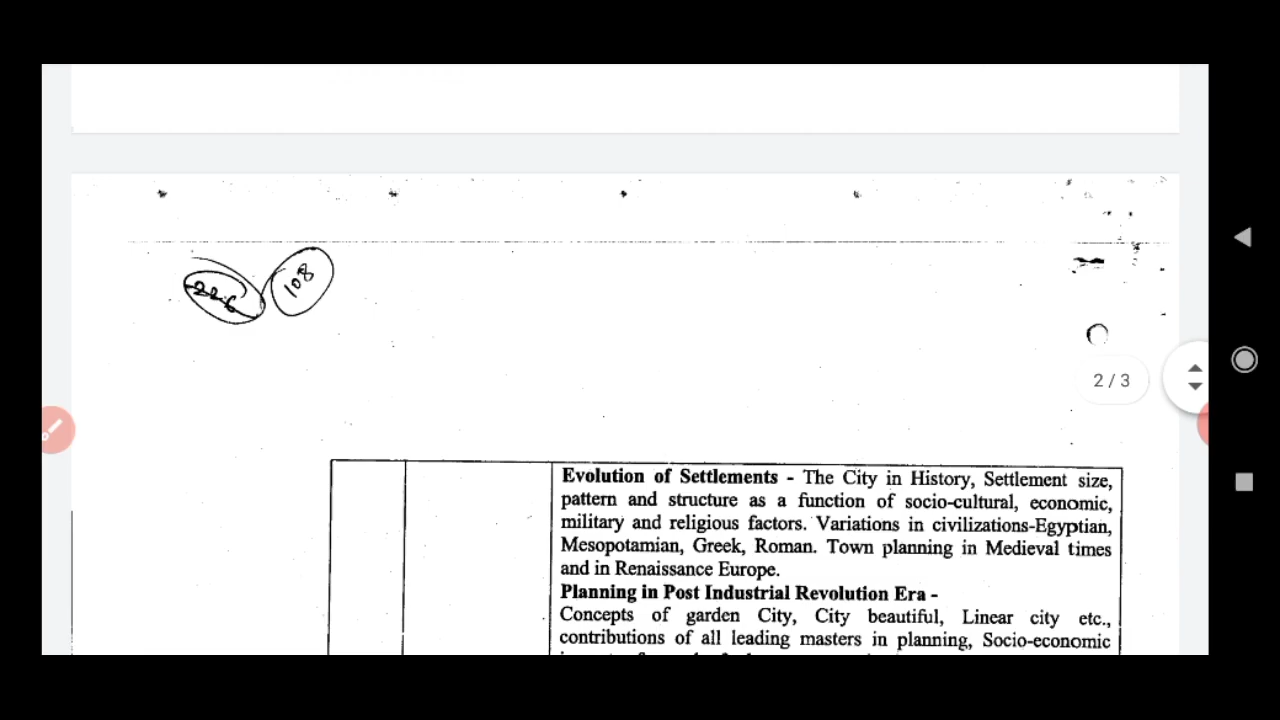 226
108
2 / 3
Evolution of Settlements - The City in History, Settlement size,
pattern and structure as a function of socio-cultural, economic,
military and religious factors. Variations in civilizations-Egyptian,
Mesopotamian, Greek, Roman. Town planning in Medieval times
and in Renaissance Europe.
Planning in Post Industrial Revolution Era -
Concepts of garden City, City beautiful, Linear city etc.,
contributions of all leading masters in planning, Socio-economic